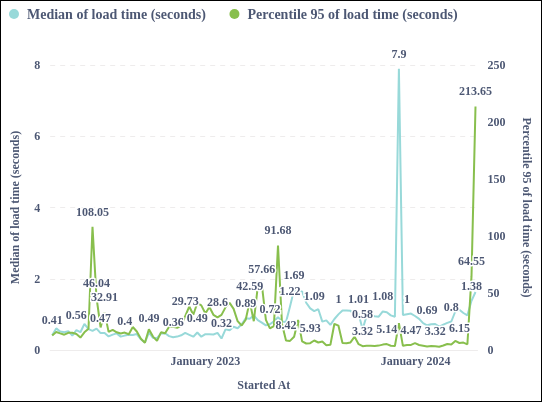 Median of load time (seconds) Percentile 95 of load time (seconds)
8 7.9 250
213.65
6 200
150
108.05
4
91.68 100
57.66 64.55
46.04 1.69
2 32.91 29.73 28.6 42.59 1.22 1.09 1 1.01 1.08 1 1.38 50
0.41 0.56 0.47 0.4 0.49 0.36 0.49 0.32 0.89 0.72 8.42 5.93 0.58 3.32 5.14 4.47 0.69 3.32 0.8 6.15
0 0
January 2023 January 2024
Started At
Median of load time (seconds)
Percentile 95 of load time (seconds)